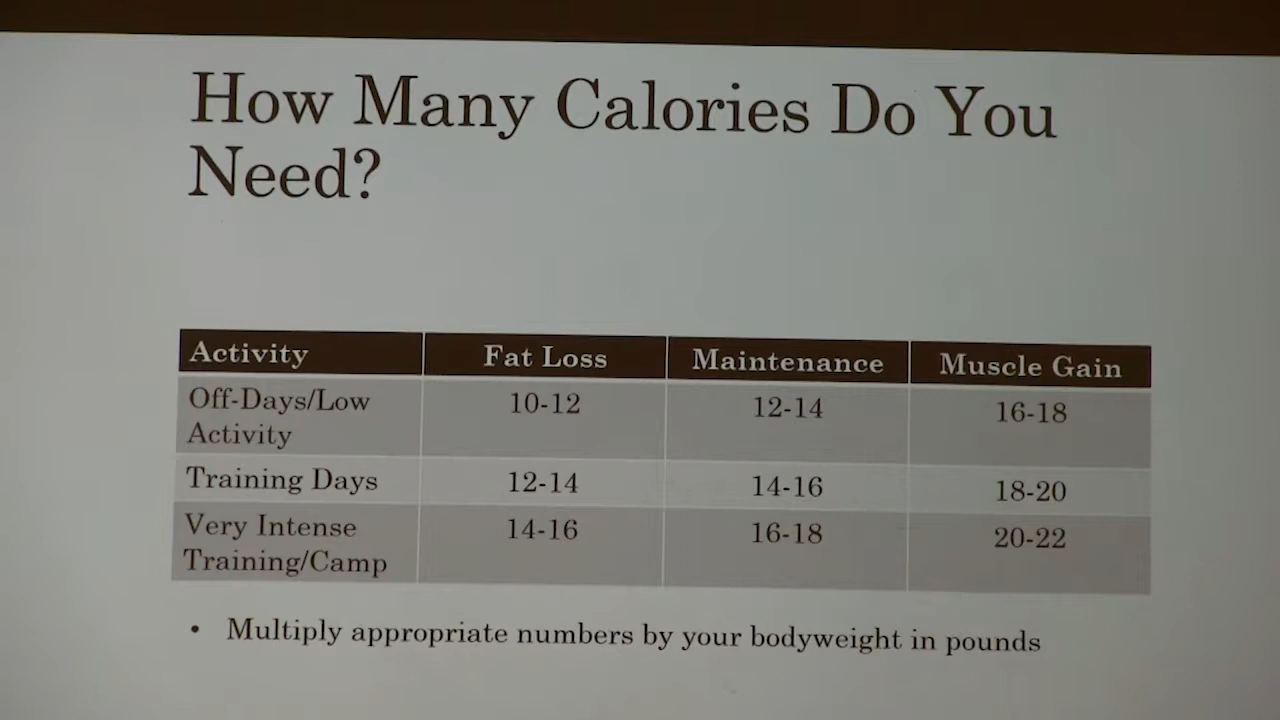 How Many Calories Do You
Need?
Activity Fat Loss Maintenance Muscle Gain
Off-Days/Low 10-12 12-14 16-18
Activity
Training Days 12-14 14-16 18-20
Very Intense 14-16 16-18 20-22
Training/Camp
• Multiply appropriate numbers by your bodyweight in pounds